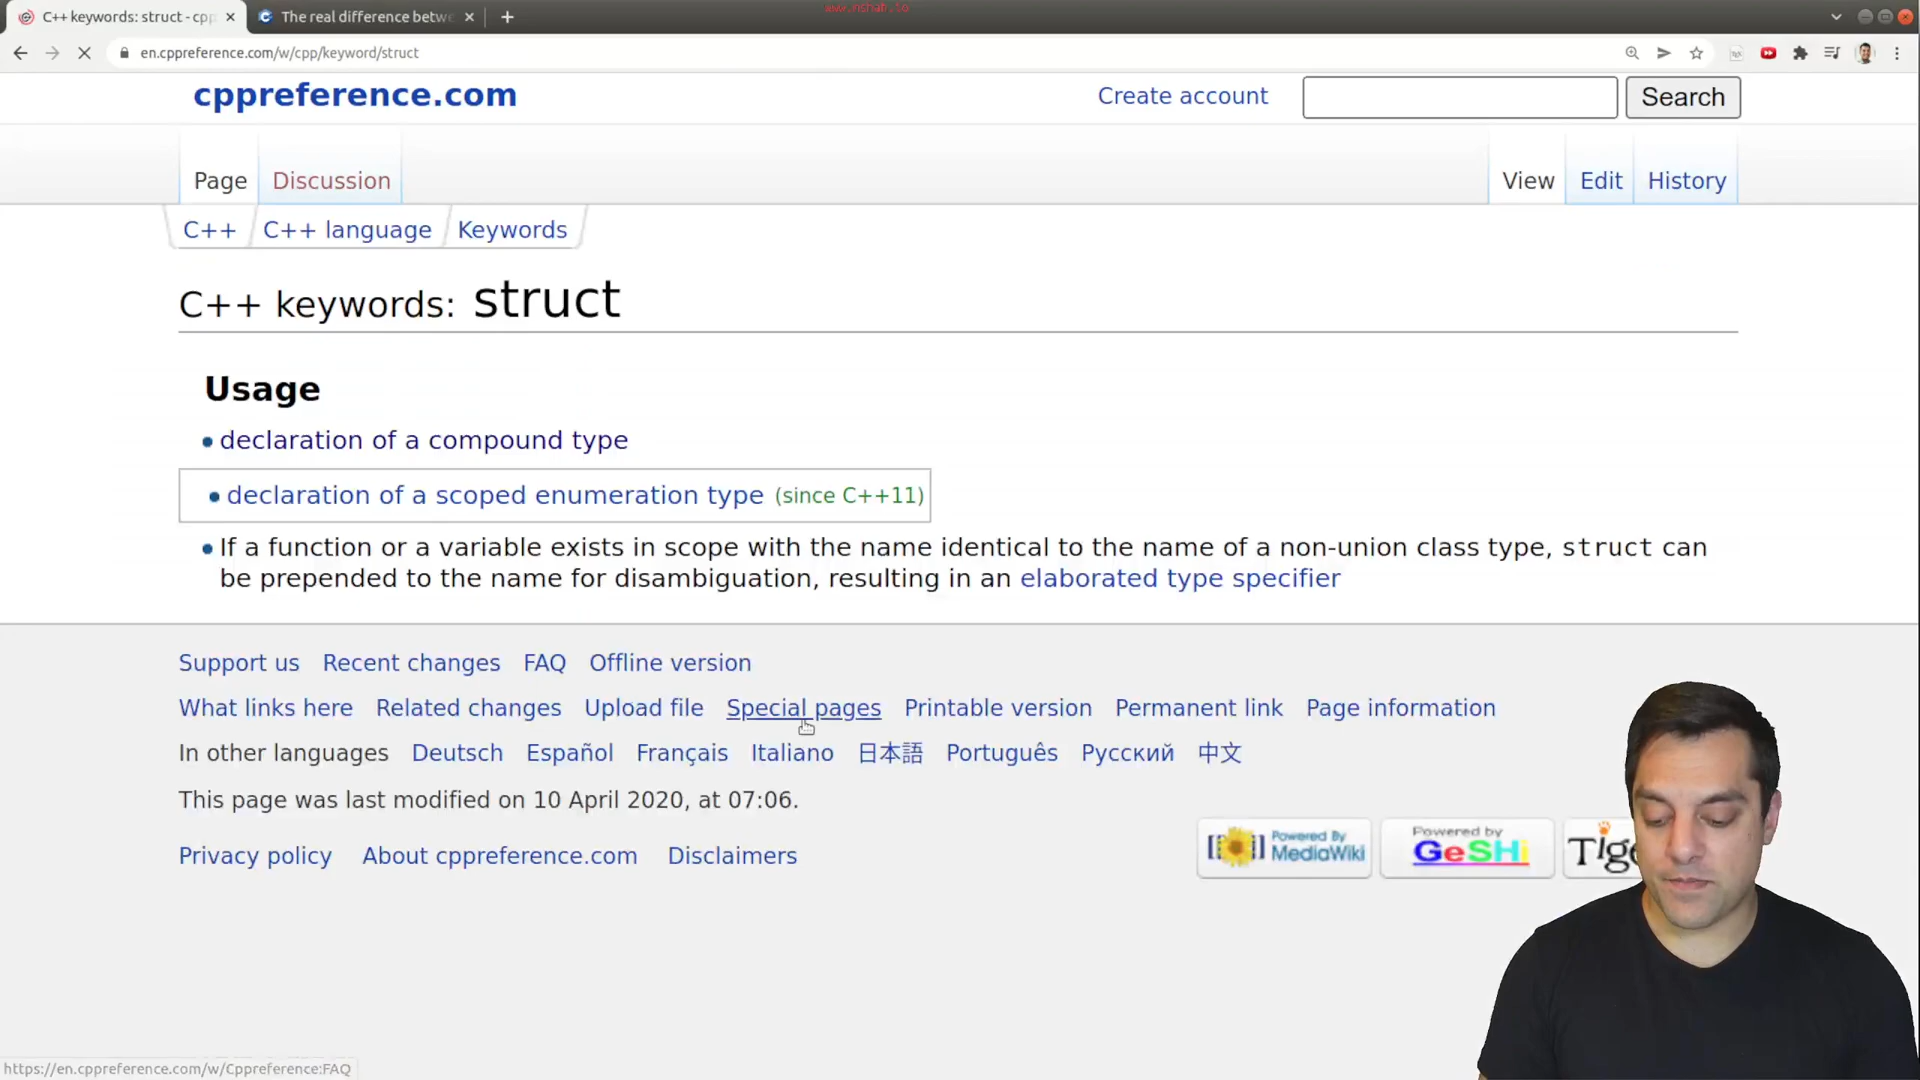 C++ keywords: struct - cpp
The real difference betwe
www.mshah.io
en.cppreference.com/w/cpp/keyword/struct
cppreference.com
Create account
Search
Page Discussion
View Edit History
C++ C++ language Keywords
C++ keywords: struct
Usage
declaration of a compound type
declaration of a scoped enumeration type (since C++11)
If a function or a variable exists in scope with the name identical to the name of a non-union class type, struct can
be prepended to the name for disambiguation, resulting in an elaborated type specifier
Support us Recent changes FAQ Offline version
What links here Related changes Upload file Special pages Printable version Permanent link Page information
In other languages Deutsch Español Français Italiano 日本語 Português Русский 中文
This page was last modified on 10 April 2020, at 07:06.
Privacy policy About cppreference.com Disclaimers
Powered By
MediaWiki
Powered by
GeSHi
https://en.cppreference.com/w/Cppreference:FAQ